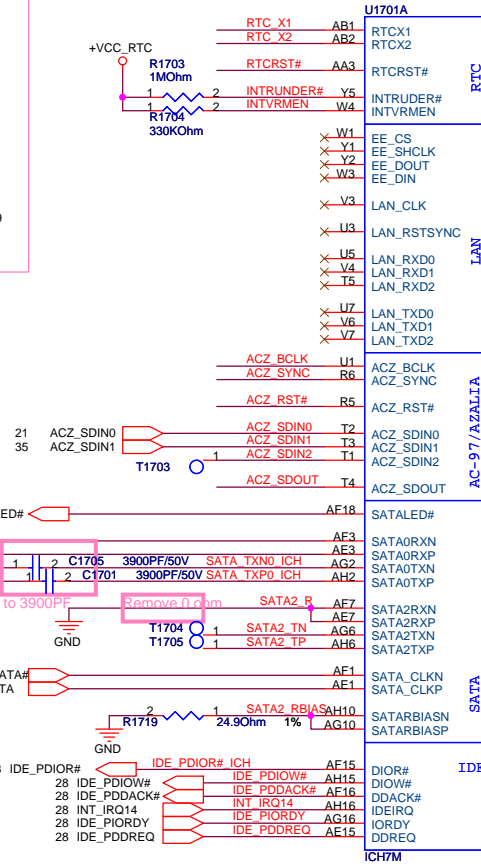 U1701A
RTC_X1 AB1 RTCX1
RTC_X2 AB2 RTCX2
+VCC_RTC
RTCRST# AA3 RTCRST#
R1703
1MOhm
1 2 INTRUNDER# Y5 INTRUDER#
1 2 INTVRMEN W4 INTVRMEN
R1704
330KOhm
RTC
W1 EE_CS
Y1 EE_SHCLK
Y2 EE_DOUT
W3 EE_DIN
V3 LAN_CLK
U3 LAN_RSTSYNC
U5 LAN_RXD0
V4 LAN_RXD1
T5 LAN_RXD2
LAN
U7 LAN_TXD0
V6 LAN_TXD1
V7 LAN_TXD2
ACZ_BCLK U1 ACZ_BCLK
ACZ_SYNC R6 ACZ_SYNC
ACZ_RST# R5 ACZ_RST#
21 ACZ_SDIN0 ACZ_SDIN0 T2 ACZ_SDIN0
35 ACZ_SDIN1 ACZ_SDIN1 T3 ACZ_SDIN1
T1703 1 ACZ_SDIN2 T1 ACZ_SDIN2
ACZ_SDOUT T4 ACZ_SDOUT
AC-97/AZALIA
ED# AF18 SATALED#
AF3 SATA0RXN
AE3 SATA0RXP
1 2 C1705 3900PF/50V SATA_TXN0_ICH AG2 SATA0TXN
1 2 C1701 3900PF/50V SATA_TXP0_ICH AH2 SATA0TXP
to 3900PF Remove 0 ohm
SATA2_R AF7 SATA2RXN
AE7 SATA2RXP
GND
T1704 1 SATA2_TN AG6 SATA2TXN
T1705 1 SATA2_TP AH6 SATA2TXP
ATA# AF1 SATA_CLKN
TA AE1 SATA_CLKP
SATA
2 1 SATA2_RBIAS AH10 SATARBIASN
R1719 24.9Ohm 1% AG10 SATARBIASP
GND
IDE_PDIOR# IDE_PDIOR#_ICH AF15 DIOR#
28 IDE_PDIOW# IDE_PDIOW# AH15 DIOW#
28 IDE_PDDACK# IDE_PDDACK# AF16 DDACK#
28 INT_IRQ14 INT_IRQ14 AH16 IDEIRQ
28 IDE_PIORDY IDE_PIORDY AG16 IORDY
28 IDE_PDDREQ IDE_PDDREQ AE15 DDREQ
IDE
ICH7M